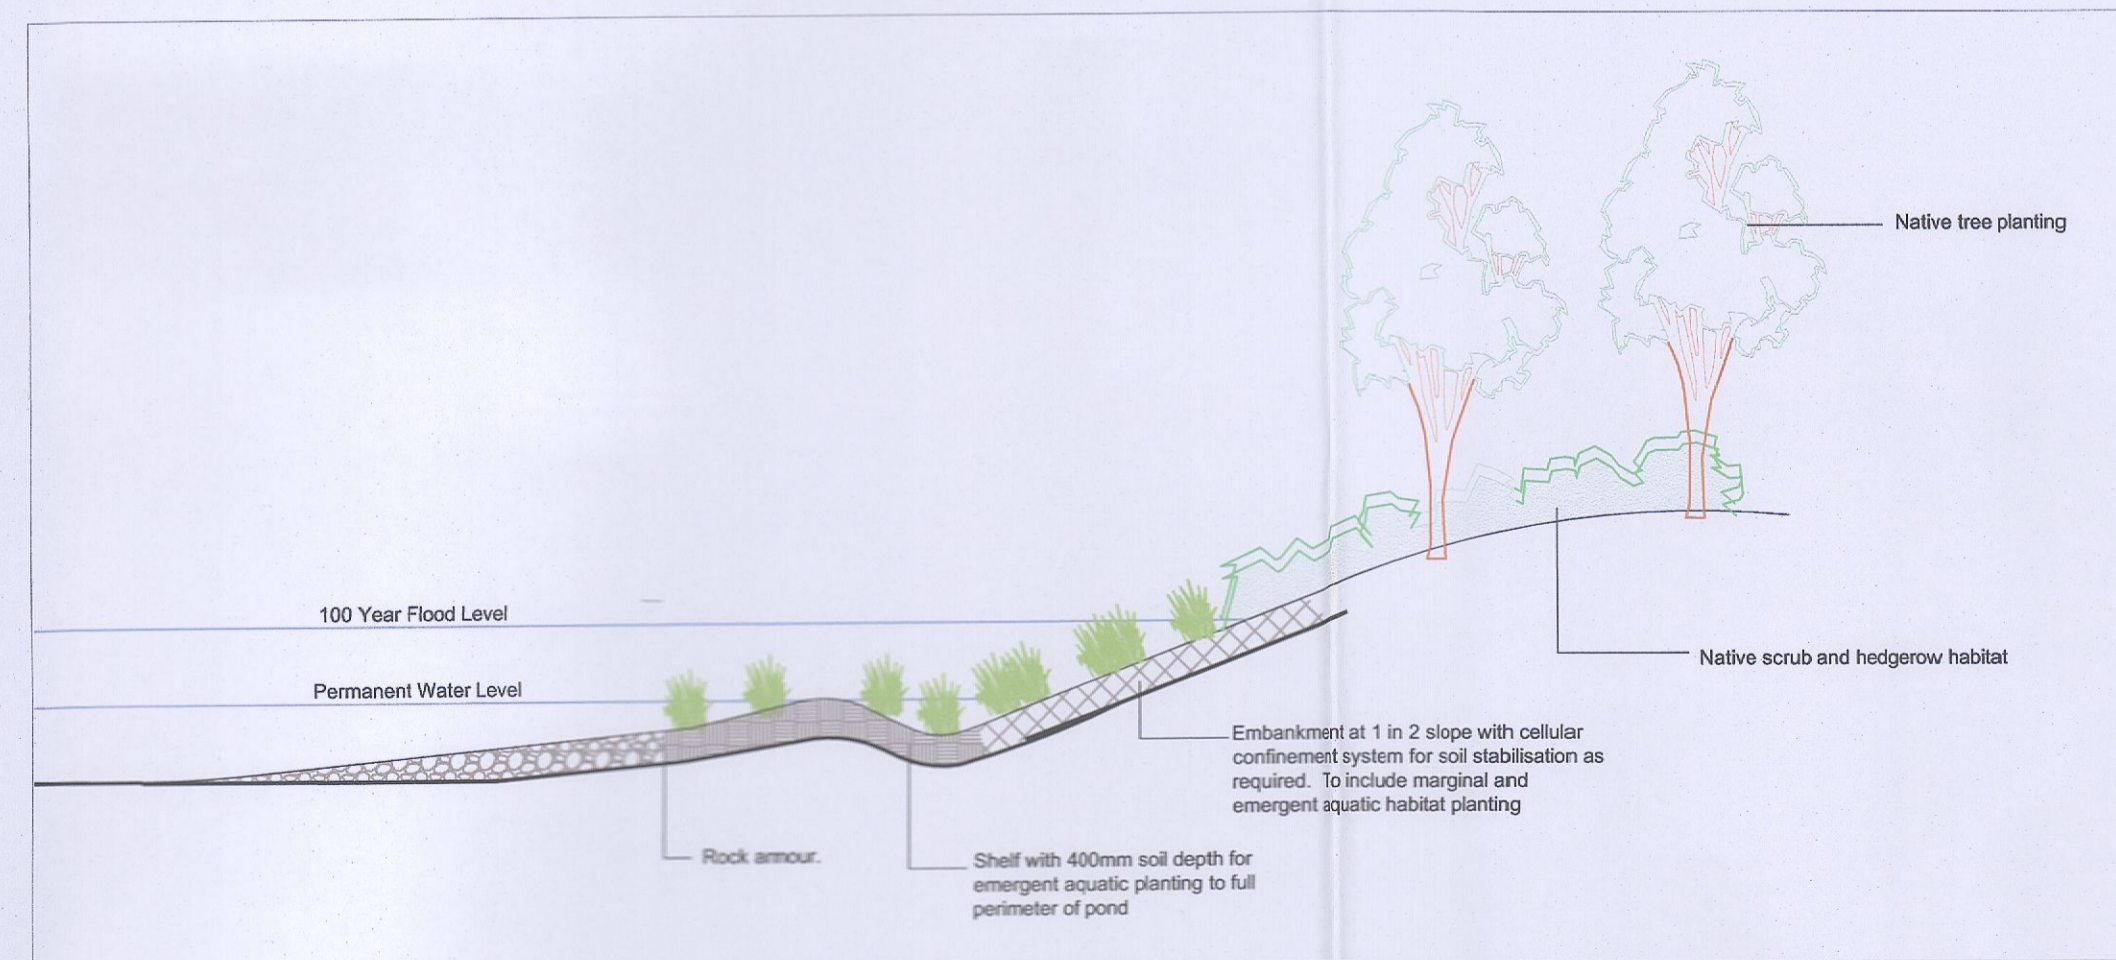 Native tree planting
100 Year Flood Level
Permanent Water Level
Native scrub and hedgerow habitat
Embankment at 1 in 2 slope with cellular
confinement system for soil stabilisation as
required. To include marginal and
emergent aquatic habitat planting
Rock armour.
Shelf with 400mm soil depth for
emergent aquatic planting to full
perimeter of pond